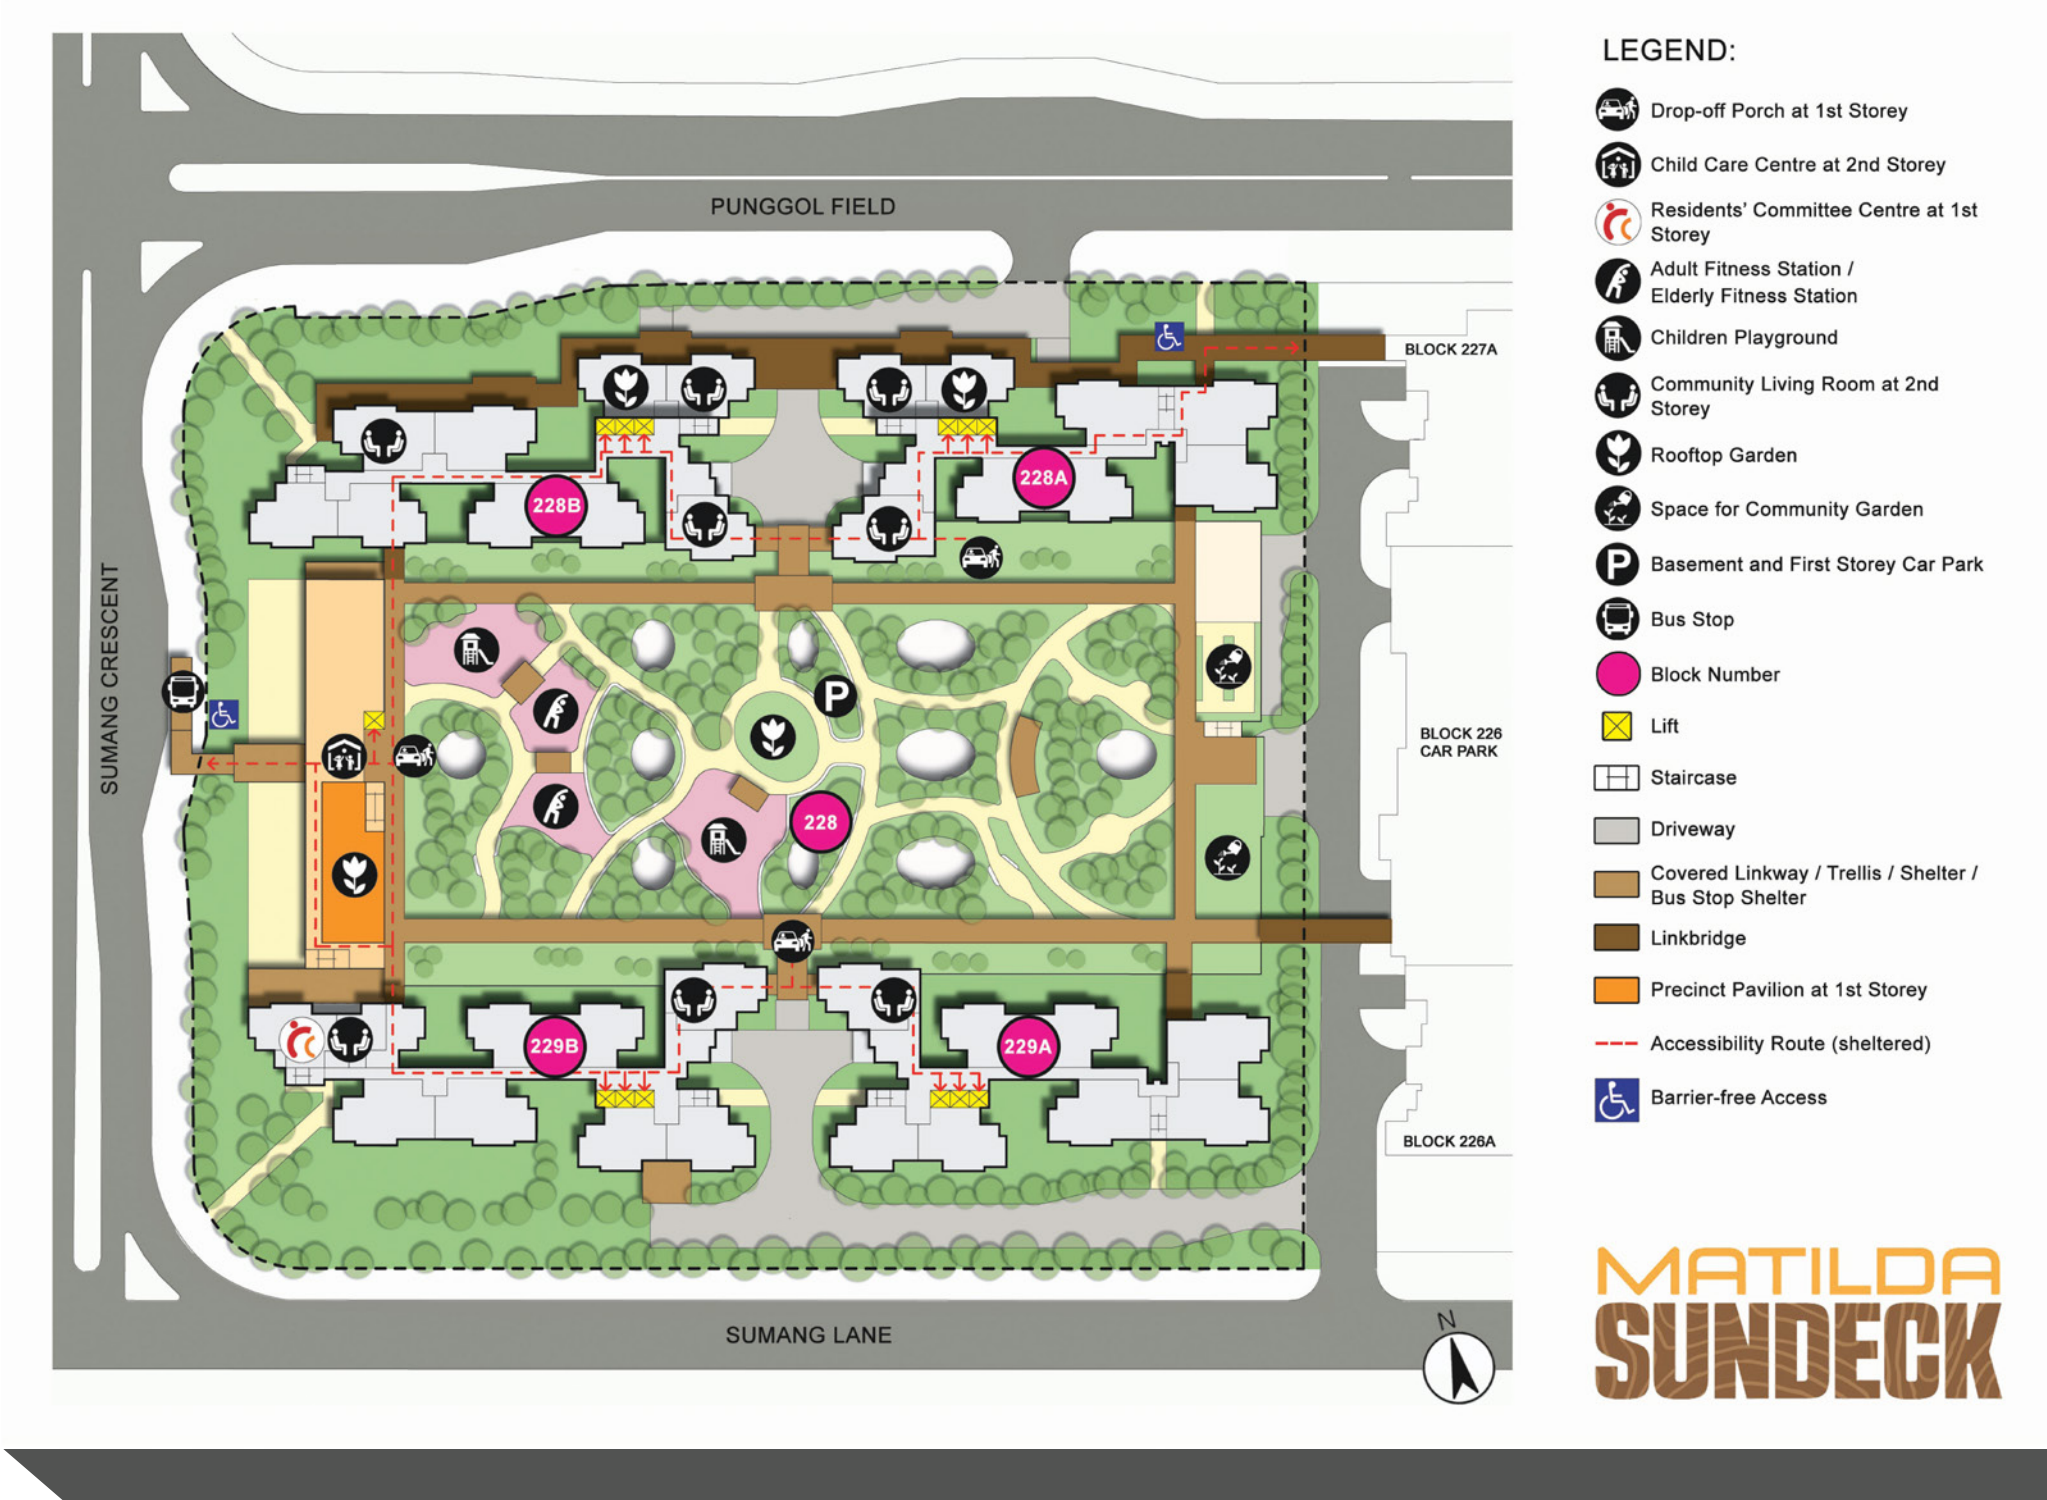 LEGEND:
Drop-off Porch at 1st Storey
Child Care Centre at 2nd Storey
Residents' Committee Centre at 1st
Storey
Adult Fitness Station /
Elderly Fitness Station
Children Playground
Community Living Room at 2nd
Storey
Rooftop Garden
Space for Community Garden
P
Basement and First Storey Car Park
Bus Stop
Block Number
Lift
Staircase
Driveway
Covered Linkway / Trellis / Shelter /
Bus Stop Shelter
Linkbridge
Precinct Pavilion at 1st Storey
Accessibility Route (sheltered)
Barrier-free Access
PUNGGOL FIELD
BLOCK 227A
228A
228B
SUMANG CRESCENT
P
BLOCK 226
CAR PARK
228
229B
229A
BLOCK 226A
SUMANG LANE
N
MATILDA
SUNDECK